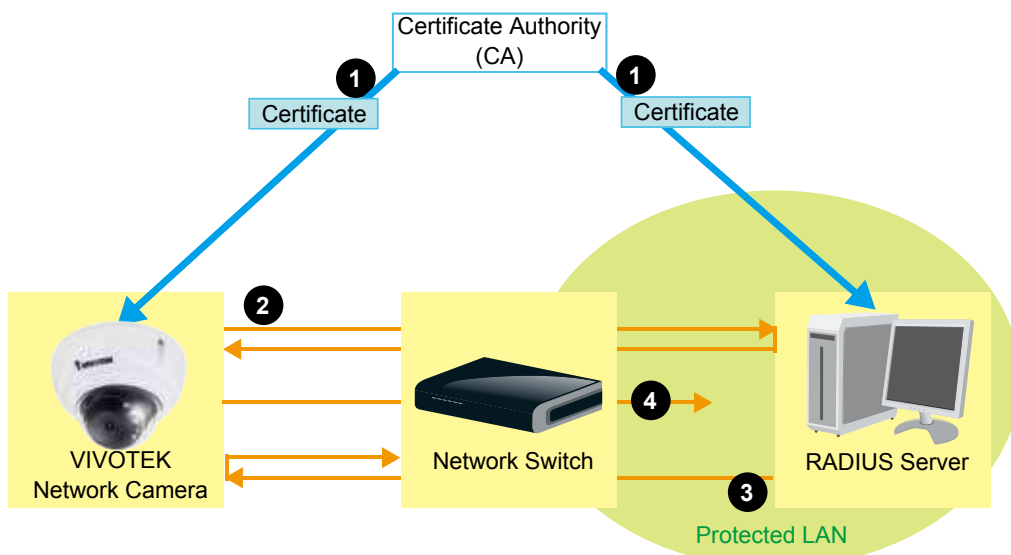 Certificate Authority
(CA)
1
1
Certificate
Certificate
2
VIVOTEK
4
VIVOTEK
Network Camera
Network Switch
RADIUS Server
3
Protected LAN